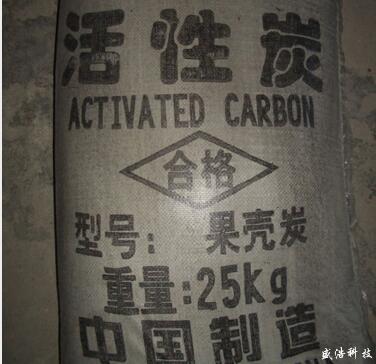 活性炭
ACTIVATED CARBON
合格
型号: 果壳炭
重量:25kg
中国制造
盛浩科技